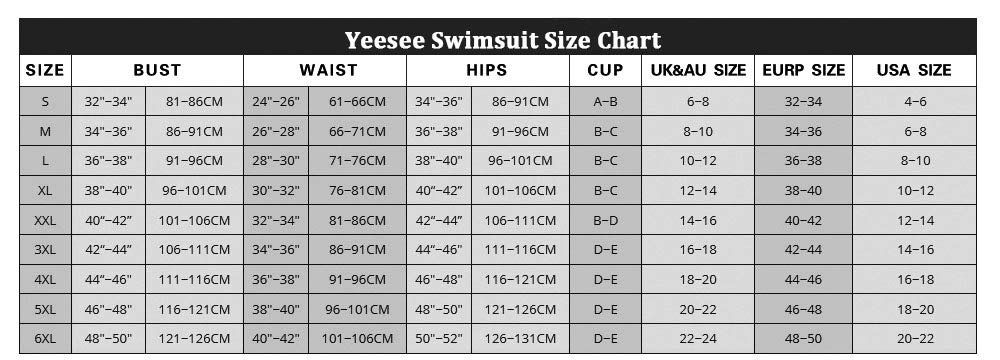 Yeesee Swimsuit Size Chart
SIZE BUST WAIST HIPS CUP UK&AU SIZE EURP SIZE USA SIZE
S 32"–34" 81–86CM 24"–26" 61–66CM 34"–36" 86–91CM A–B 6–8 32–34 4–6
M 34"–36" 86–91CM 26"–28" 66–71CM 36"–38" 91–96CM B–C 8–10 34–36 6–8
L 36"–38" 91–96CM 28"–30" 71–76CM 38"–40" 96–101CM B–C 10–12 36–38 8–10
XL 38"–40" 96–101CM 30"–32" 76–81CM 40“–42” 101–106CM B–C 12–14 38–40 10–12
XXL 40“–42” 101–106CM 32"–34" 81–86CM 42“–44” 106–111CM B–D 14–16 40–42 12–14
3XL 42“–44” 106–111CM 34"–36" 86–91CM 44“–46" 111–116CM D–E 16–18 42–44 14–16
4XL 44“–46" 111–116CM 36"–38" 91–96CM 46"–48" 116–121CM D–E 18–20 44–46 16–18
5XL 46"–48" 116–121CM 38"–40" 96–101CM 48"–50" 121–126CM D–E 20–22 46–48 18–20
6XL 48"–50" 121–126CM 40"–42" 101–106CM 50"–52" 126–131CM D–E 22–24 48–50 20–22